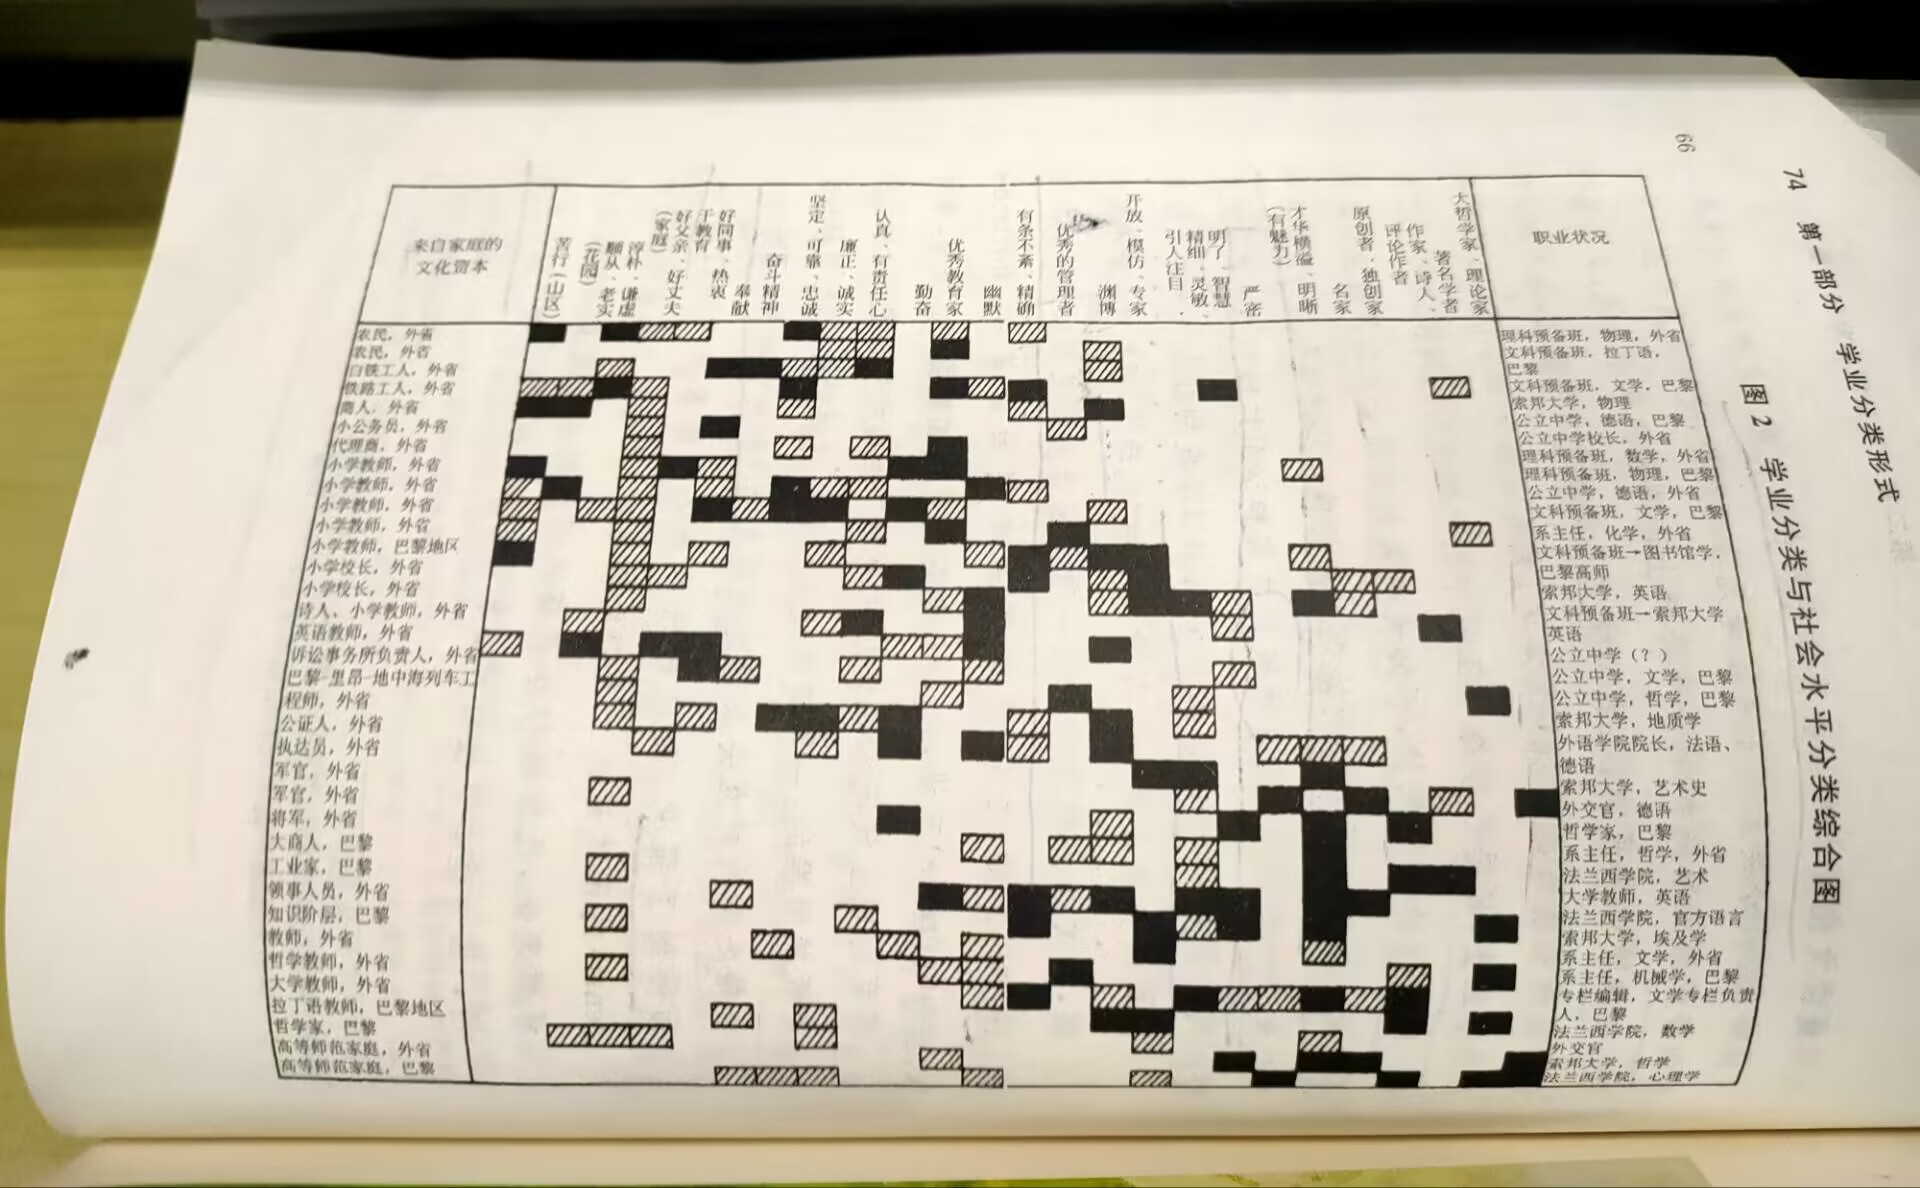 66
74 第一部分 学业分类形式
图2 学业分类与社会水平分类综合图
来自家庭的
文化资本
苦行（山区）
（花园）
顺从、老实
淳朴、谦虚
（家庭）
好父亲、好丈夫
于教育
好同事、热衷
奉献
奋斗精神
坚定、可靠、忠诚
廉正、诚实
认真、有责任心
勤奋
优秀教育家
幽默
有条不紊、精确
优秀的管理者
渊博
开放、模仿、专家
引人注目
精细、灵敏、
明了、智慧
严密
（有魅力）
才华横溢、明晰
名家
原创者，独创家
评论作者
作家、诗人、
著名学者
大哲学家、理论家
职业状况
农民，外省
农民，外省
白铁工人，外省
铁路工人，外省
商人，外省
小公务员，外省
代理商，外省
小学教师，外省
小学教师，外省
小学教师，外省
小学教师，外省
小学教师，巴黎地区
小学校长，外省
小学校长，外省
诗人、小学教师，外省
英语教师，外省
诉讼事务所负责人，外省
巴黎-里昂-地中海列车工
程师，外省
公证人，外省
执达员，外省
军官，外省
军官，外省
将军，外省
大商人，巴黎
工业家，巴黎
领事人员，外省
知识阶层，巴黎
教师，外省
哲学教师，外省
大学教师，外省
拉丁语教师，巴黎地区
哲学家，巴黎
高等师范家庭，外省
高等师范家庭，巴黎
理科预备班，物理，外省
文科预备班，拉丁语，
巴黎
文科预备班，文学，巴黎
索邦大学，物理
公立中学，德语，巴黎
公立中学校长，外省
理科预备班，数学，外省
理科预备班，物理，巴黎
公立中学，德语，外省
文科预备班，文学，巴黎
系主任，化学，外省
文科预备班→图书馆学，
巴黎高师
索邦大学，英语
文科预备班→索邦大学
英语
公立中学（？）
公立中学，文学，巴黎
公立中学，哲学，巴黎
索邦大学，地质学
外语学院院长，法语、
德语
索邦大学，艺术史
外交官，德语
哲学家，巴黎
系主任，哲学，外省
法兰西学院，艺术
大学教师，英语
法兰西学院，官方语言
索邦大学，埃及学
系主任，文学，外省
系主任，机械学，巴黎
专栏编辑，文学专栏负责
人，巴黎
法兰西学院，数学
外交官
索邦大学，哲学
法兰西学院，心理学